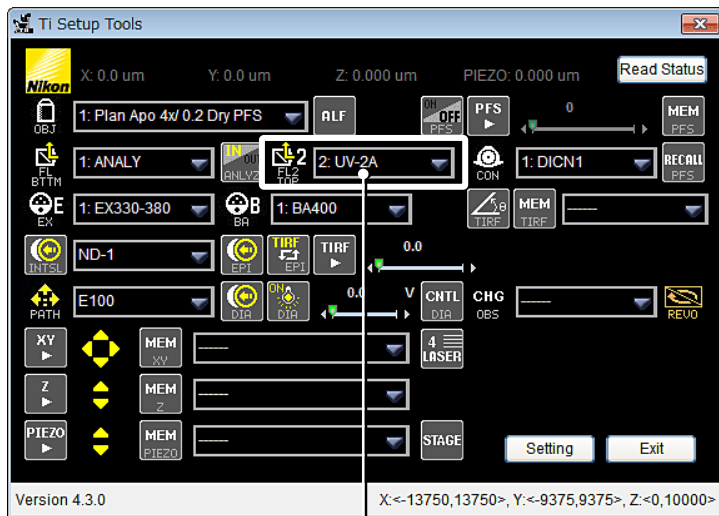 Ti Setup Tools
Nikon X: 0.0 um Y: 0.0 um Z: 0.000 um PIEZO: 0.000 um Read Status
OBJ 1: Plan Apo 4x/ 0.2 Dry PFS ALF ON OFF PFS PFS 0 MEM PFS
FL BTTM 1: ANALY IN OUT ANLYZ 2 FL2 TOP 2: UV-2A CON 1: DICN1 RECALL PFS
E EX 1: EX330-380 B BA 1: BA400 θ TIRF MEM TIRF -----
INTSL ND-1 EPI TIRF EPI TIRF 0.0
PATH E100 DIA ON DIA 0.0 V CNTL DIA CHG OBS ----- REVO
XY MEM XY ----- 4 LASER
Z MEM Z -----
PIEZO MEM PIEZO ----- STAGE Setting Exit
Version 4.3.0 X:<-13750,13750>, Y:<-9375,9375>, Z:<0,10000>